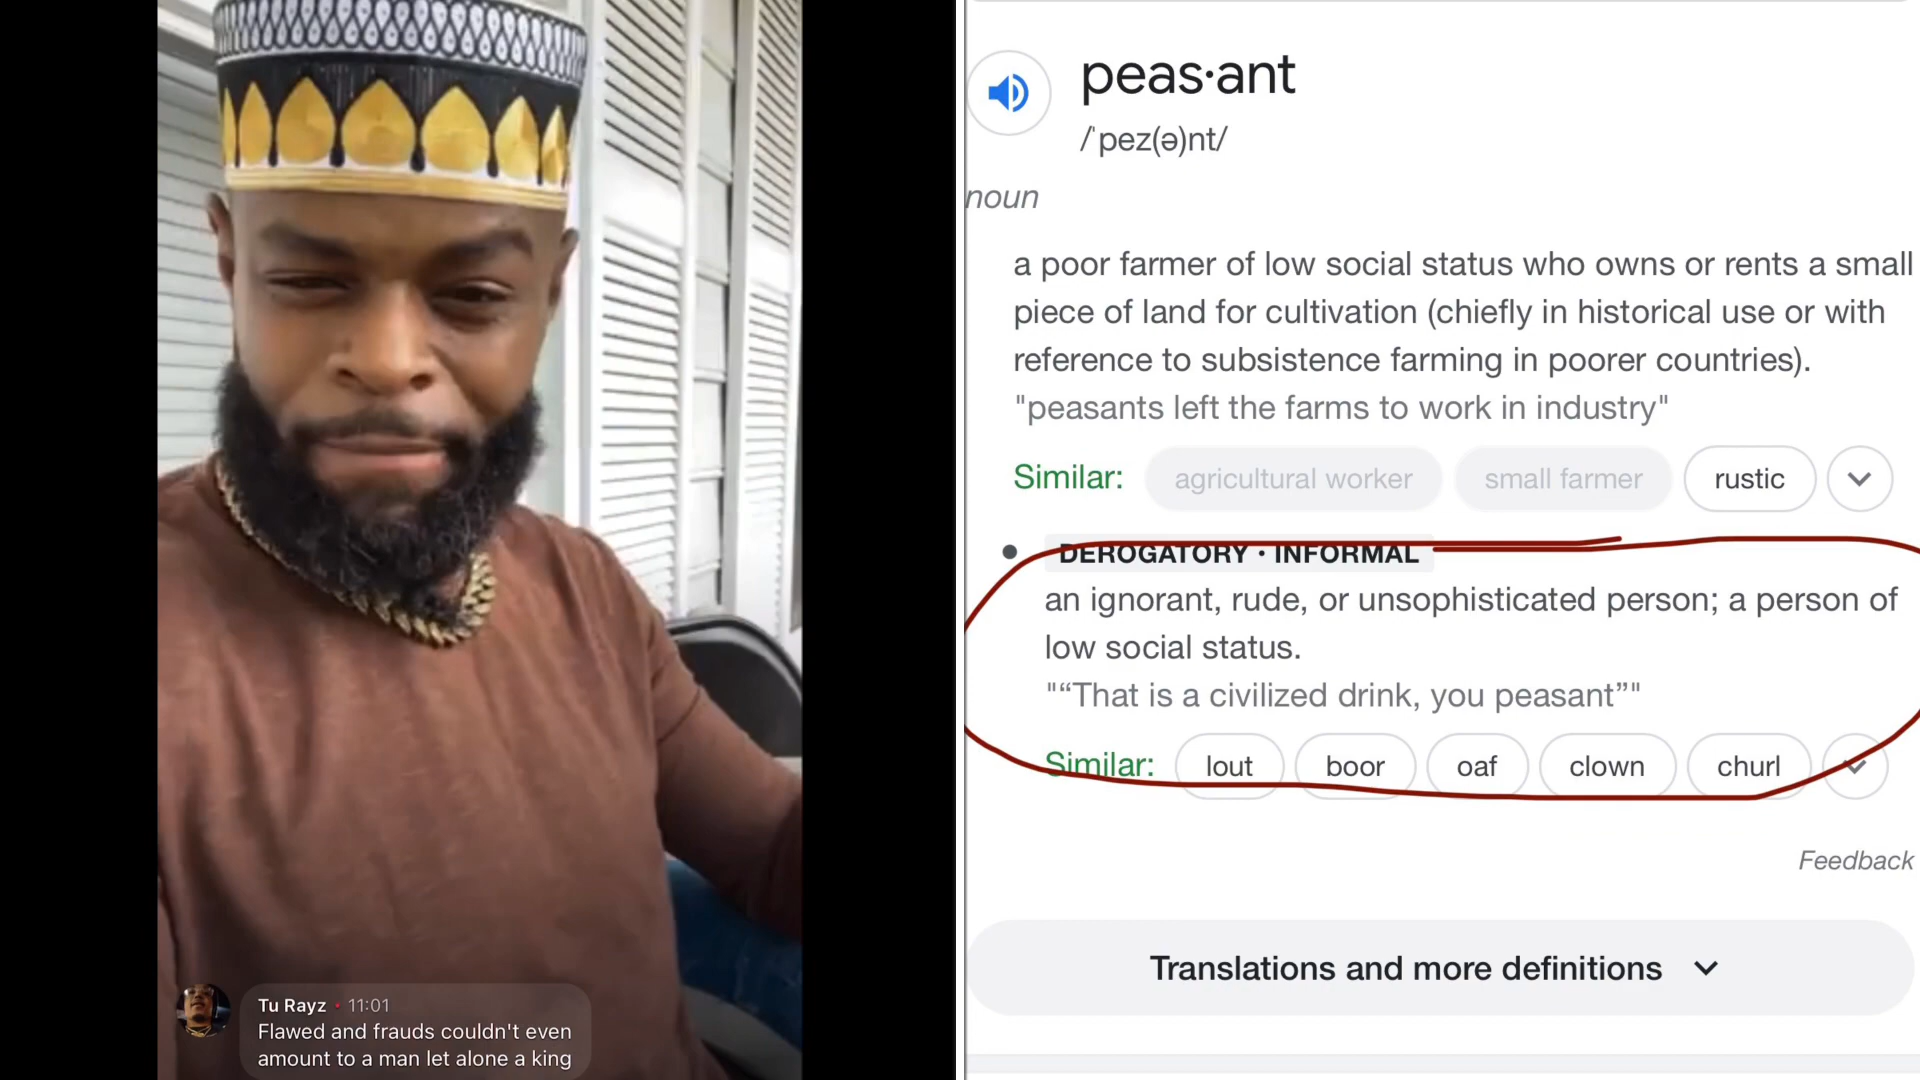 Tu Rayz • 11:01
Flawed and frauds couldn't even
amount to a man let alone a king
peas·ant
/ˈpez(ə)nt/
noun
a poor farmer of low social status who owns or rents a small
piece of land for cultivation (chiefly in historical use or with
reference to subsistence farming in poorer countries).
"peasants left the farms to work in industry"
Similar: agricultural worker small farmer rustic
DEROGATORY • INFORMAL
an ignorant, rude, or unsophisticated person; a person of
low social status.
"“That is a civilized drink, you peasant”"
Similar: lout boor oaf clown churl
Feedback
Translations and more definitions